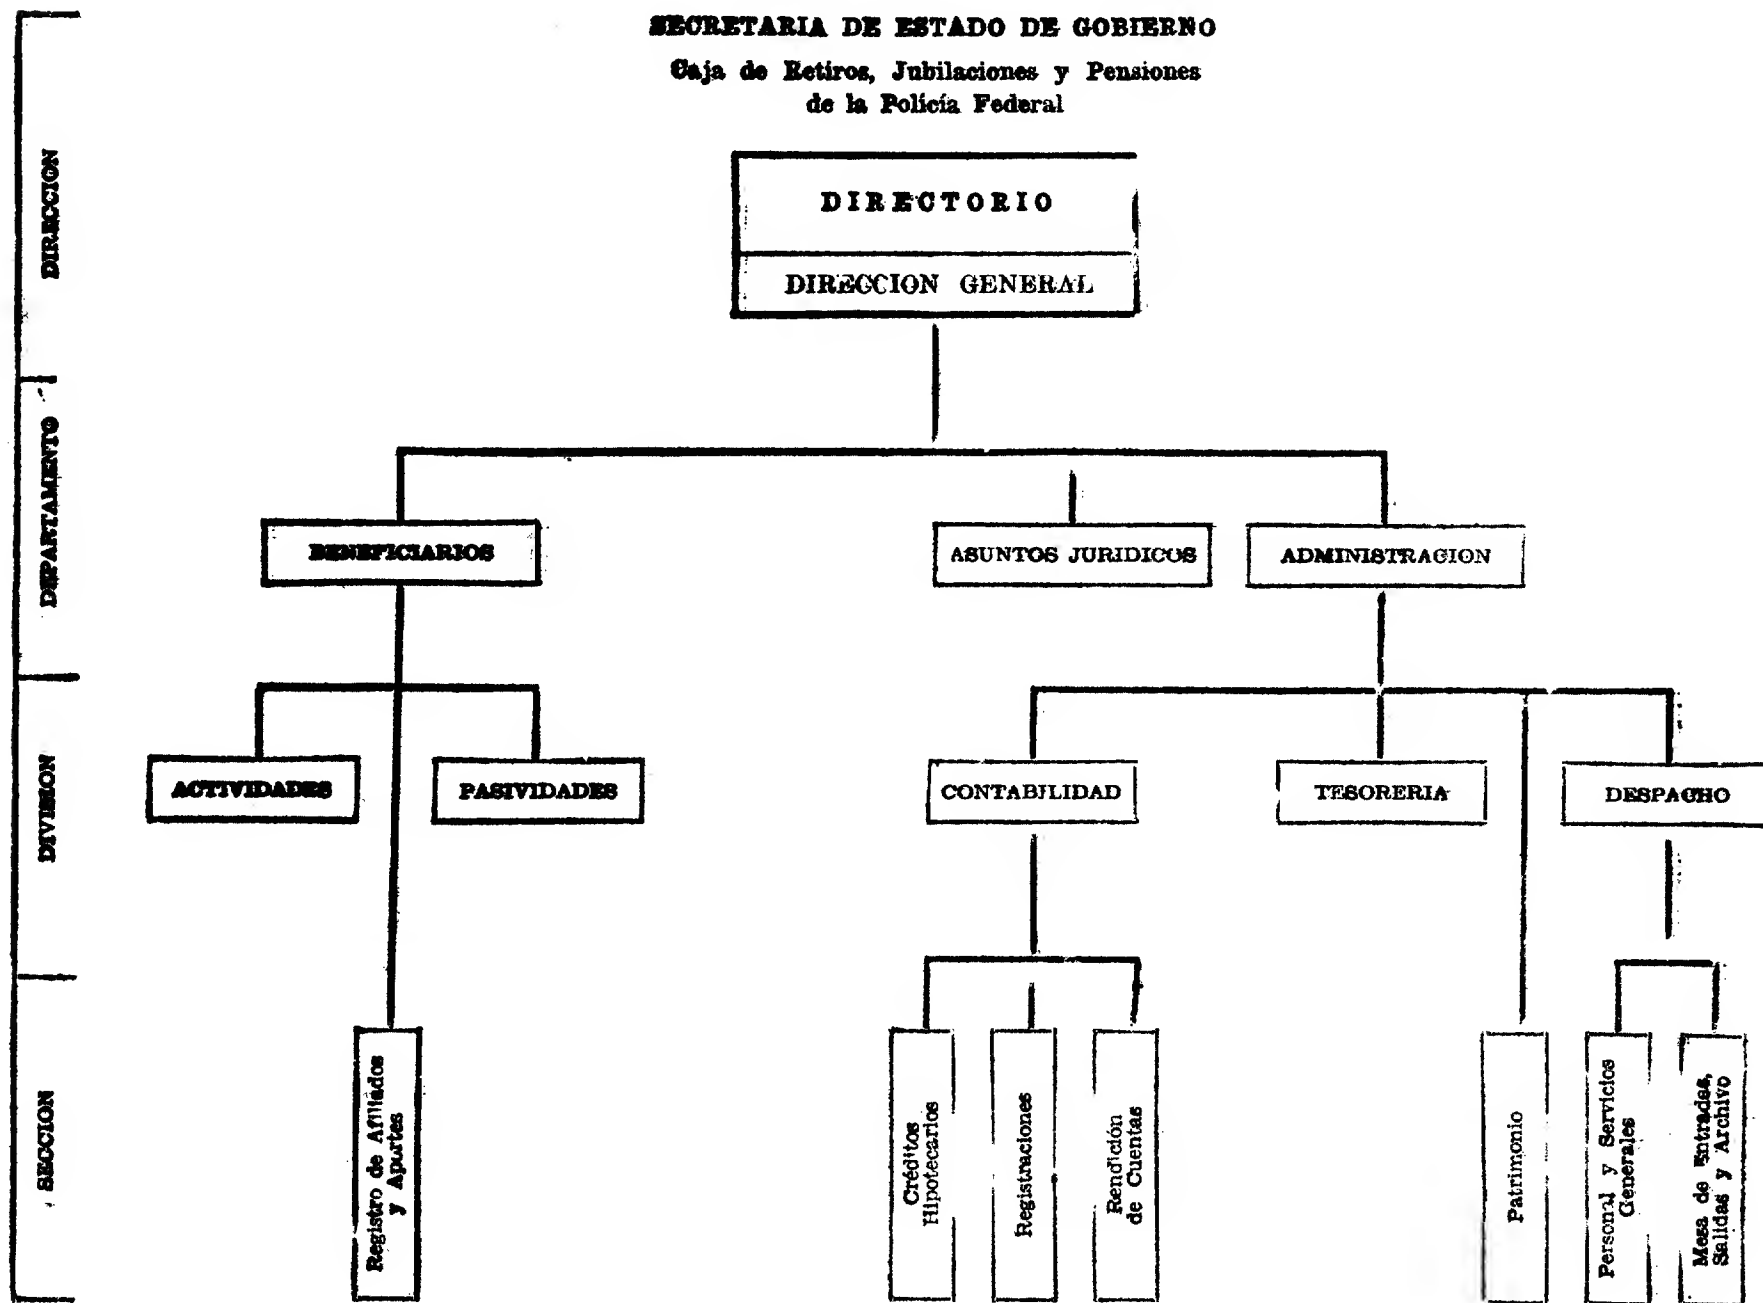 SECRETARIA DE ESTADO DE GOBIERNO
Caja de Retiros, Jubilaciones y Pensiones
de la Policía Federal
DIRECCION
DIRECTORIO
DIRECCION GENERAL
DEPARTAMENTO
BENEFICIARIOS
ASUNTOS JURIDICOS
ADMINISTRACION
DIVISION
ACTIVIDADES
PASIVIDADES
CONTABILIDAD
TESORERIA
DESPACHO
SECCION
Registro de Afiliados
y Aportes
Créditos
Hipotecarios
Registraciones
Rendición
de Cuentas
Patrimonio
Personal y Servicios
Generales
Mesa de Entradas,
Salidas y Archivo